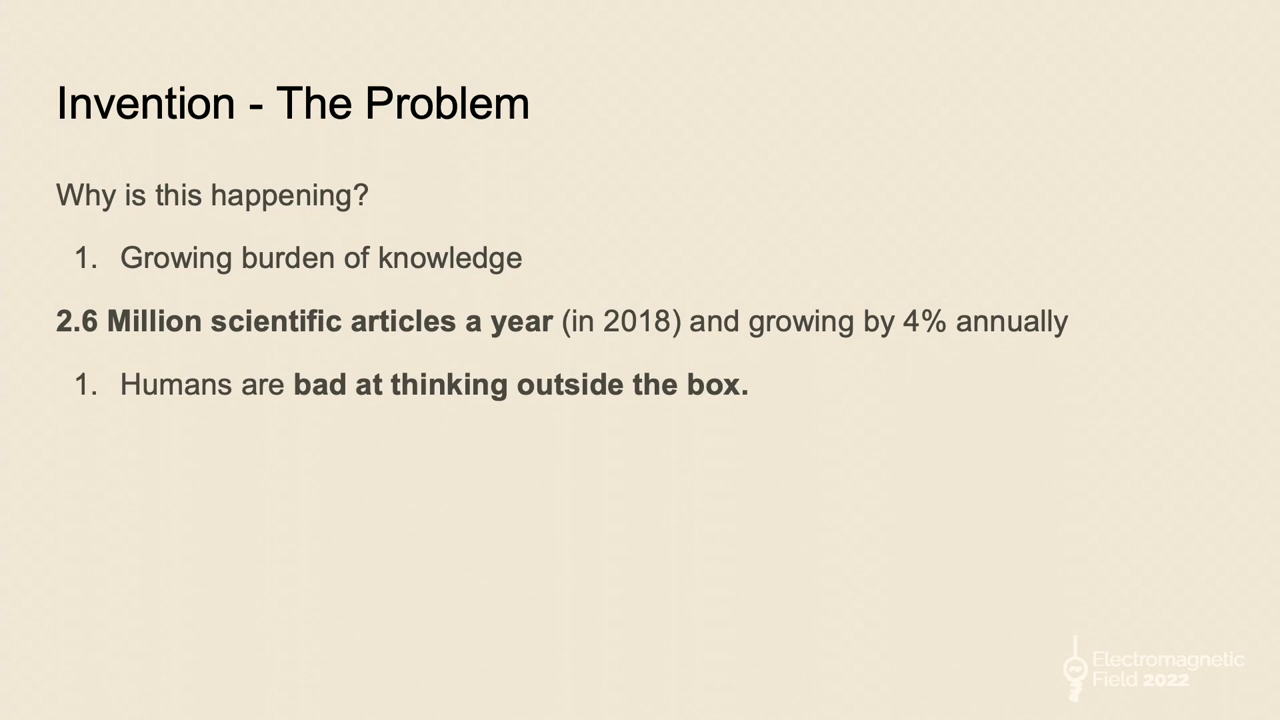 Invention - The Problem
Why is this happening?
1. Growing burden of knowledge
2.6 Million scientific articles a year (in 2018) and growing by 4% annually
1. Humans are bad at thinking outside the box.
Electromagnetic
Field 2022